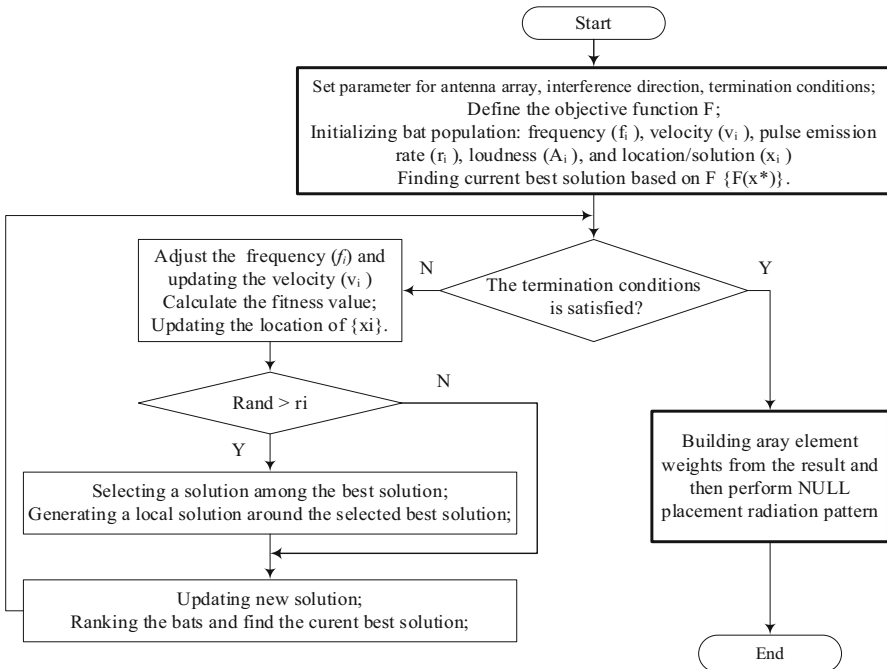 Start
Set parameter for antenna array, interference direction, termination conditions;
Define the objective function F;
Initializing bat population: frequency (fᵢ ), velocity (vᵢ ), pulse emission
rate (rᵢ ), loudness (Aᵢ ), and location/solution (xᵢ )
Finding current best solution based on F {F(x*)}.
Adjust the frequency (fᵢ) and
updating the velocity (vᵢ )
Calculate the fitness value;
Updating the location of {xi}.
N
The termination conditions
is satisfied?
Y
Rand > ri
N
Y
Selecting a solution among the best solution;
Generating a local solution around the selected best solution;
Updating new solution;
Ranking the bats and find the curent best solution;
Building aray element
weights from the result and
then perform NULL
placement radiation pattern
End